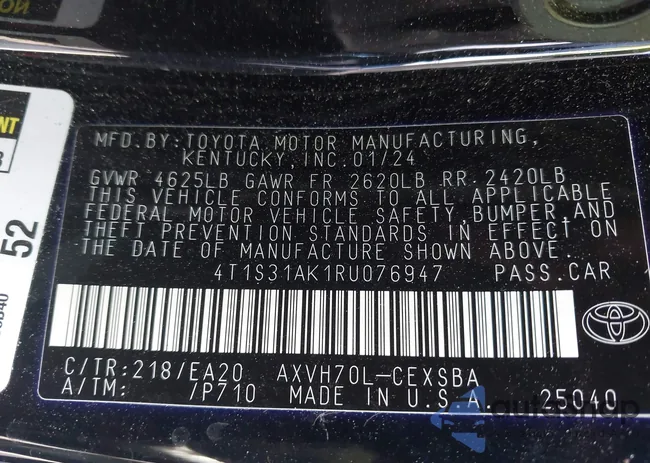 MFD.BY:TOYOTA MOTOR MANUFACTURING,
KENTUCKY,INC.01/24
GVWR 4625LB GAWR FR 2620LB RR 2420LB
THIS VEHICLE CONFORMS TO ALL APPLICABLE
FEDERAL MOTOR VEHICLE SAFETY,BUMPER,AND
THEFT PREVENTION STANDARDS IN EFFECT ON
THE DATE OF MANUFACTURE SHOWN ABOVE.
4T1S31AK1RU076947 PASS.CAR
C/TR:218/EA20 AXVH70L-CEXSBA
A/TM: /P710 MADE IN U.S.A. 25040
52